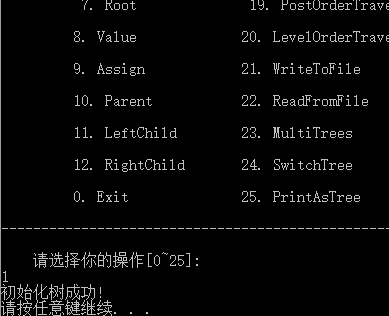 7. Root 19. PostOrderTrave
8. Value 20. LevelOrderTrave
9. Assign 21. WriteToFile
10. Parent 22. ReadFromFile
11. LeftChild 23. MultiTrees
12. RightChild 24. SwitchTree
0. Exit 25. PrintAsTree
--------------------------------------------------
请选择你的操作[0~25]:
1
初始化树成功!
请按任意键继续. . .